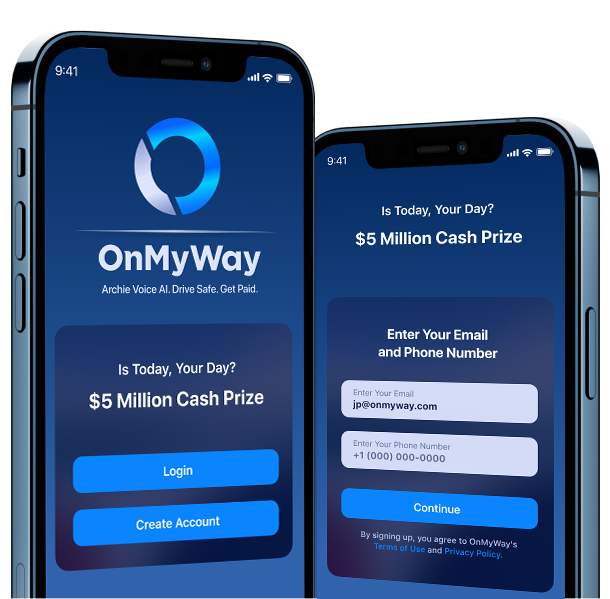 9:41
OnMyWay
Archie Voice AI. Drive Safe. Get Paid.
Is Today, Your Day?
$5 Million Cash Prize
Login
Create Account
9:41
Is Today, Your Day?
$5 Million Cash Prize
Enter Your Email
and Phone Number
Enter Your Email
jp@onmyway.com
Enter Your Phone Number
+1 (000) 000-0000
Continue
By signing up, you agree to OnMyWay's
Terms of Use and Privacy Policy.